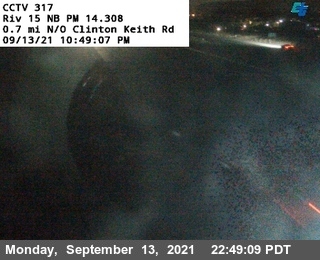 CCTV 317
Riv 15 NB PM 14.308
0.7 mi N/O Clinton Keith Rd
09/13/21 10:49:07 PM
Monday, September 13, 2021 22:49:09 PDT